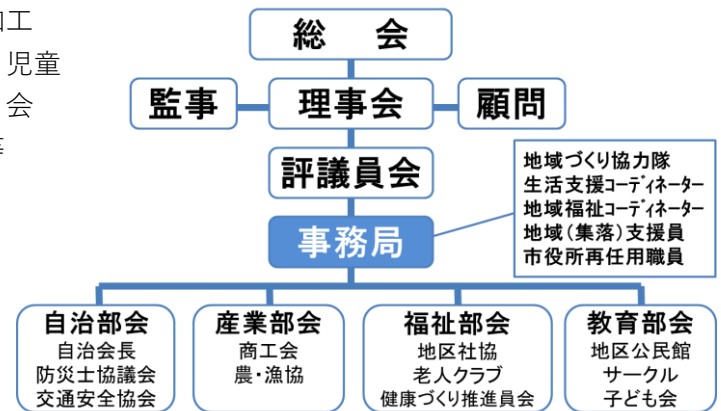 加工
児童
会
総　会
監事
理事会
顧問
評議員会
事務局
地域づくり協力隊
生活支援コーディネーター
地域福祉コーディネーター
地域(集落)支援員
市役所再任用職員
自治部会
自治会長
防災士協議会
交通安全協会
産業部会
商工会
農・漁協
福祉部会
地区社協
老人クラブ
健康づくり推進員会
教育部会
地区公民館
サークル
子ども会